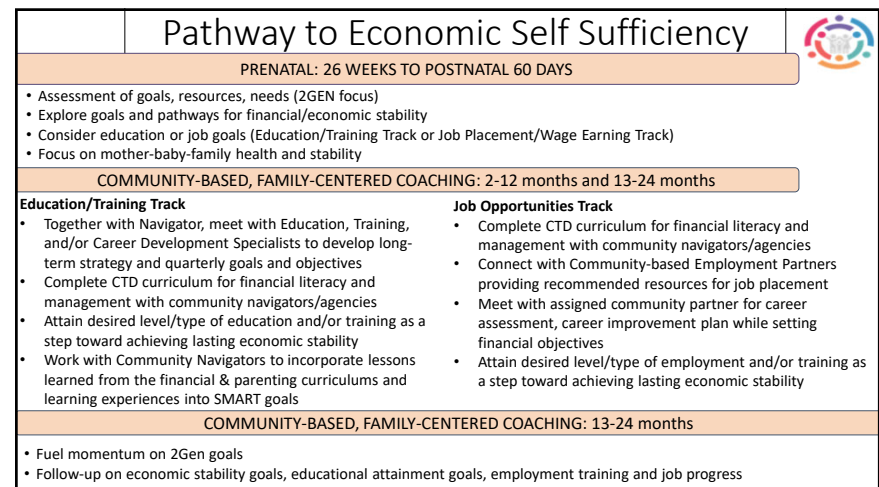 Pathway to Economic Self Sufficiency
PRENATAL: 26 WEEKS TO POSTNATAL 60 DAYS
• Assessment of goals, resources, needs (2GEN focus)
• Explore goals and pathways for financial/economic stability
• Consider education or job goals (Education/Training Track or Job Placement/Wage Earning Track)
• Focus on mother-baby-family health and stability
COMMUNITY-BASED, FAMILY-CENTERED COACHING: 2-12 months and 13-24 months
Education/Training Track
• Together with Navigator, meet with Education, Training,
and/or Career Development Specialists to develop long-
term strategy and quarterly goals and objectives
• Complete CTD curriculum for financial literacy and
management with community navigators/agencies
• Attain desired level/type of education and/or training as a
step toward achieving lasting economic stability
• Work with Community Navigators to incorporate lessons
learned from the financial & parenting curriculums and
learning experiences into SMART goals
Job Opportunities Track
• Complete CTD curriculum for financial literacy and
management with community navigators/agencies
• Connect with Community-based Employment Partners
providing recommended resources for job placement
• Meet with assigned community partner for career
assessment, career improvement plan while setting
financial objectives
• Attain desired level/type of employment and/or training as
a step toward achieving lasting economic stability
COMMUNITY-BASED, FAMILY-CENTERED COACHING: 13-24 months
• Fuel momentum on 2Gen goals
• Follow-up on economic stability goals, educational attainment goals, employment training and job progress